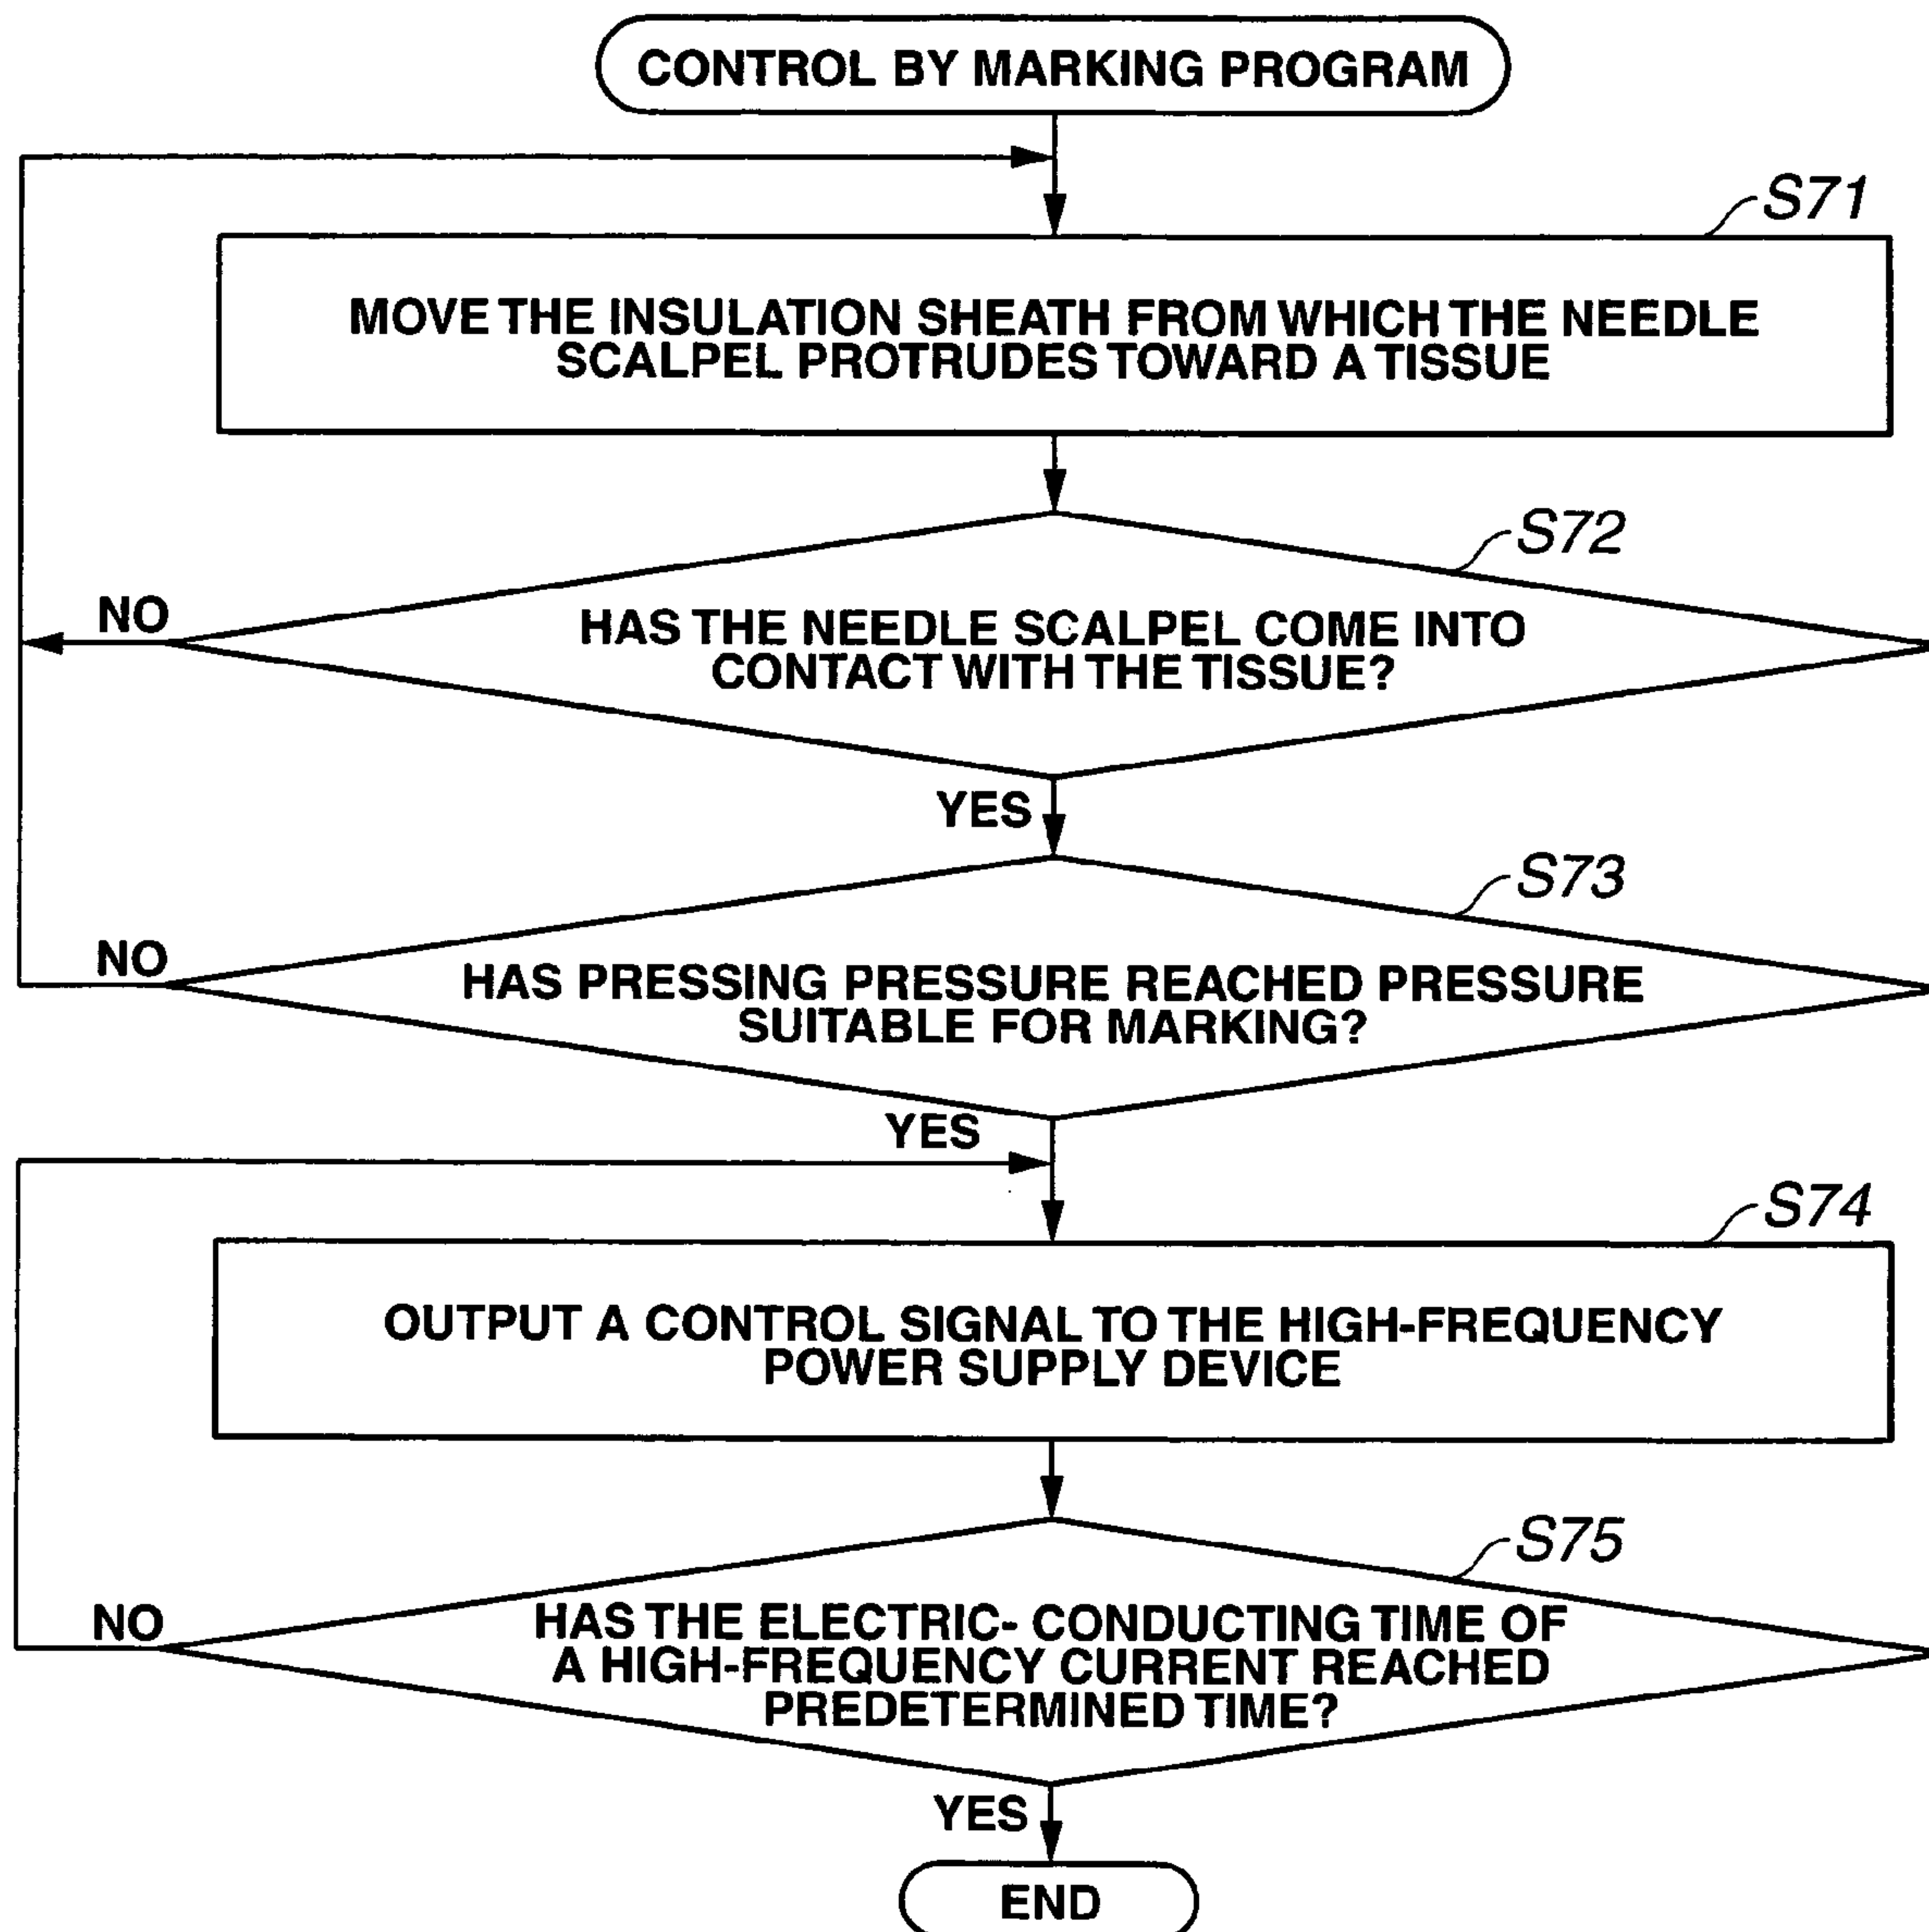 CONTROL BY MARKING PROGRAM
S71
MOVE THE INSULATION SHEATH FROM WHICH THE NEEDLE
SCALPEL PROTRUDES TOWARD A TISSUE
S72
NO
HAS THE NEEDLE SCALPEL COME INTO
CONTACT WITH THE TISSUE?
YES
S73
NO
HAS PRESSING PRESSURE REACHED PRESSURE
SUITABLE FOR MARKING?
YES
S74
OUTPUT A CONTROL SIGNAL TO THE HIGH-FREQUENCY
POWER SUPPLY DEVICE
S75
NO
HAS THE ELECTRIC- CONDUCTING TIME OF
A HIGH-FREQUENCY CURRENT REACHED
PREDETERMINED TIME?
YES
END